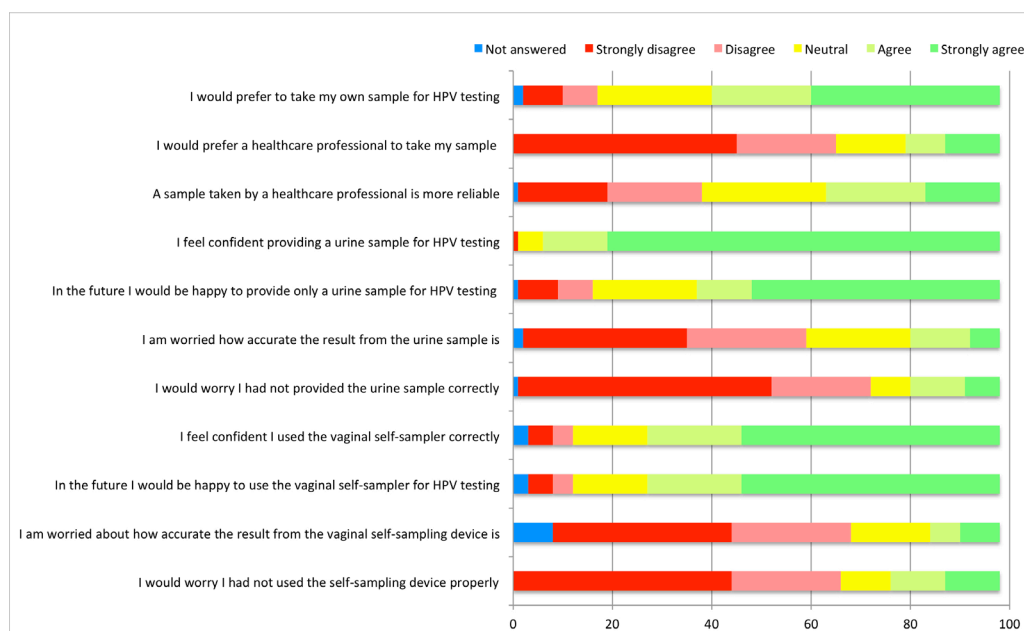 Not answered Strongly disagree Disagree Neutral Agree Strongly agree
I would prefer to take my own sample for HPV testing
I would prefer a healthcare professional to take my sample
A sample taken by a healthcare professional is more reliable
I feel confident providing a urine sample for HPV testing
In the future I would be happy to provide only a urine sample for HPV testing
I am worried how accurate the result from the urine sample is
I would worry I had not provided the urine sample correctly
I feel confident I used the vaginal self-sampler correctly
In the future I would be happy to use the vaginal self-sampler for HPV testing
I am worried about how accurate the result from the vaginal self-sampling device is
I would worry I had not used the self-sampling device properly
0 20 40 60 80 100